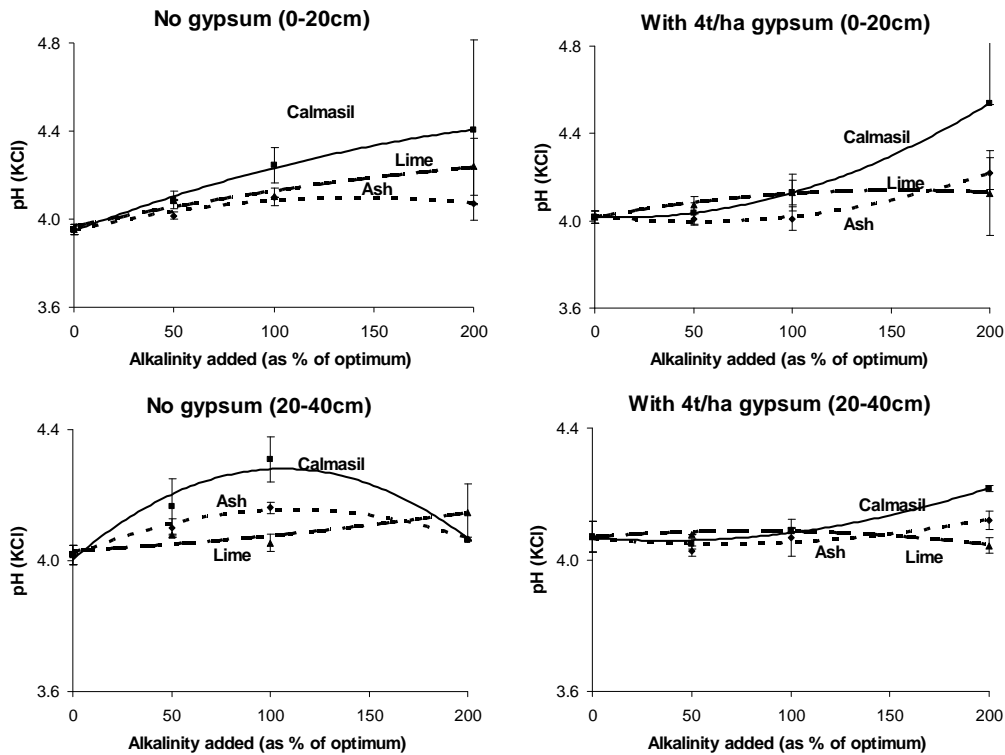 No gypsum (0-20cm)
4.8
4.4
4.0
3.6
pH (KCl)
Calmasil
Lime
Ash
0 50 100 150 200
Alkalinity added (as % of optimum)
With 4t/ha gypsum (0-20cm)
4.8
4.4
4.0
3.6
pH (KCl)
Calmasil
Lime
Ash
0 50 100 150 200
Alkalinity added (as % of optimum)
No gypsum (20-40cm)
4.4
4.0
3.6
pH (KCl)
Calmasil
Ash
Lime
0 50 100 150 200
Alkalinity added (as % of optimum)
With 4t/ha gypsum (20-40cm)
4.4
4.0
3.6
pH (KCl)
Calmasil
Ash
Lime
0 50 100 150 200
Alkalinity added (as % of optimum)